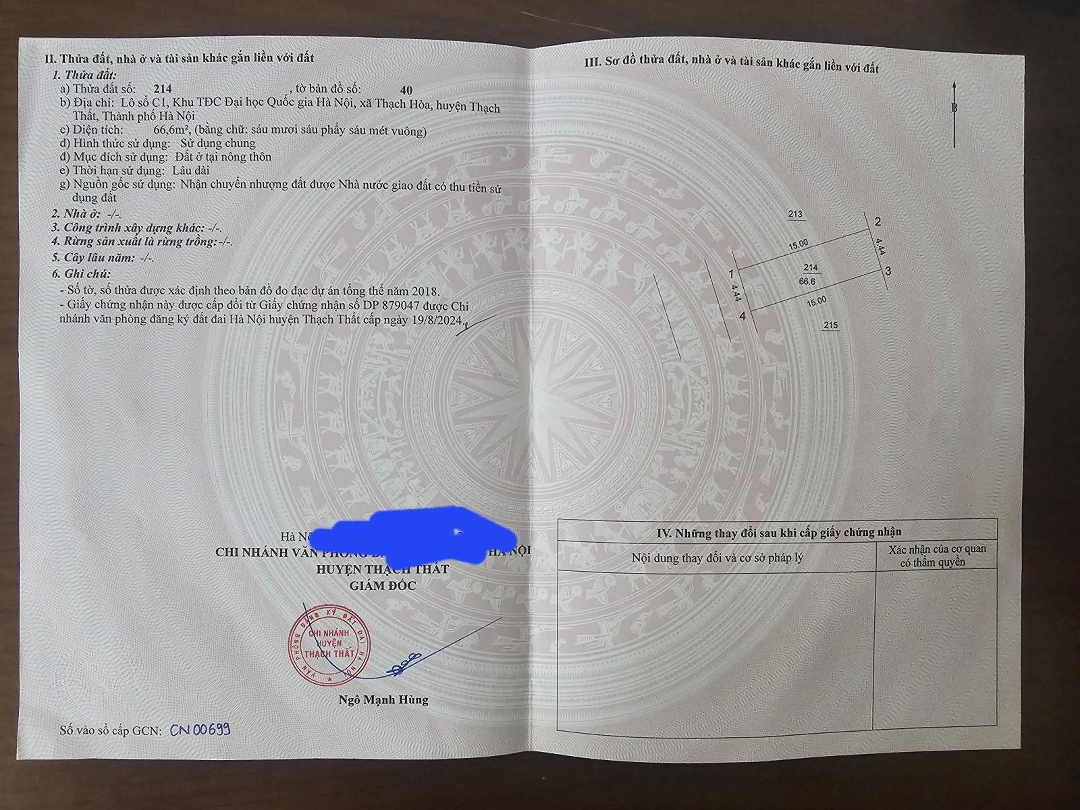 II. Thửa đất, nhà ở và tài sản khác gắn liền với đất
1. Thửa đất:
a) Thửa đất số: 214 , tờ bản đồ số: 40
b) Địa chỉ: Lô số C1, Khu TĐC Đại học Quốc gia Hà Nội, xã Thạch Hòa, huyện Thạch
Thất, Thành phố Hà Nội
c) Diện tích: 66,6m², (bằng chữ: sáu mươi sáu phẩy sáu mét vuông)
d) Hình thức sử dụng: Sử dụng chung
đ) Mục đích sử dụng: Đất ở tại nông thôn
e) Thời hạn sử dụng: Lâu dài
g) Nguồn gốc sử dụng: Nhận chuyển nhượng đất được Nhà nước giao đất có thu tiền sử
dụng đất
2. Nhà ở: -/-.
3. Công trình xây dựng khác: -/-.
4. Rừng sản xuất là rừng trồng: -/-.
5. Cây lâu năm: -/-.
6. Ghi chú:
- Số tờ, số thửa được xác định theo bản đồ đo đạc dự án tổng thể năm 2018.
- Giấy chứng nhận này được cấp đổi từ Giấy chứng nhận số DP 879047 được Chi
nhánh văn phòng đăng ký đất đai Hà Nội huyện Thạch Thất cấp ngày 19/8/2024.
Hà
CHI NHÁNH VĂN PHÒNG HÀ NỘI
HUYỆN THẠCH THẤT
GIÁM ĐỐC
VĂN PHÒNG ĐĂNG KÝ ĐẤT ĐAI HÀ NỘI
CHI NHÁNH
HUYỆN
THẠCH THẤT
Ngô Mạnh Hùng
Số vào sổ cấp GCN: CN00699
III. Sơ đồ thửa đất, nhà ở và tài sản khác gắn liền với đất
B
213
2
15.00
4.44
1
214
66.6
3
4.44
15.00
4
215
IV. Những thay đổi sau khi cấp giấy chứng nhận
Nội dung thay đổi và cơ sở pháp lý
Xác nhận của cơ quan
có thẩm quyền